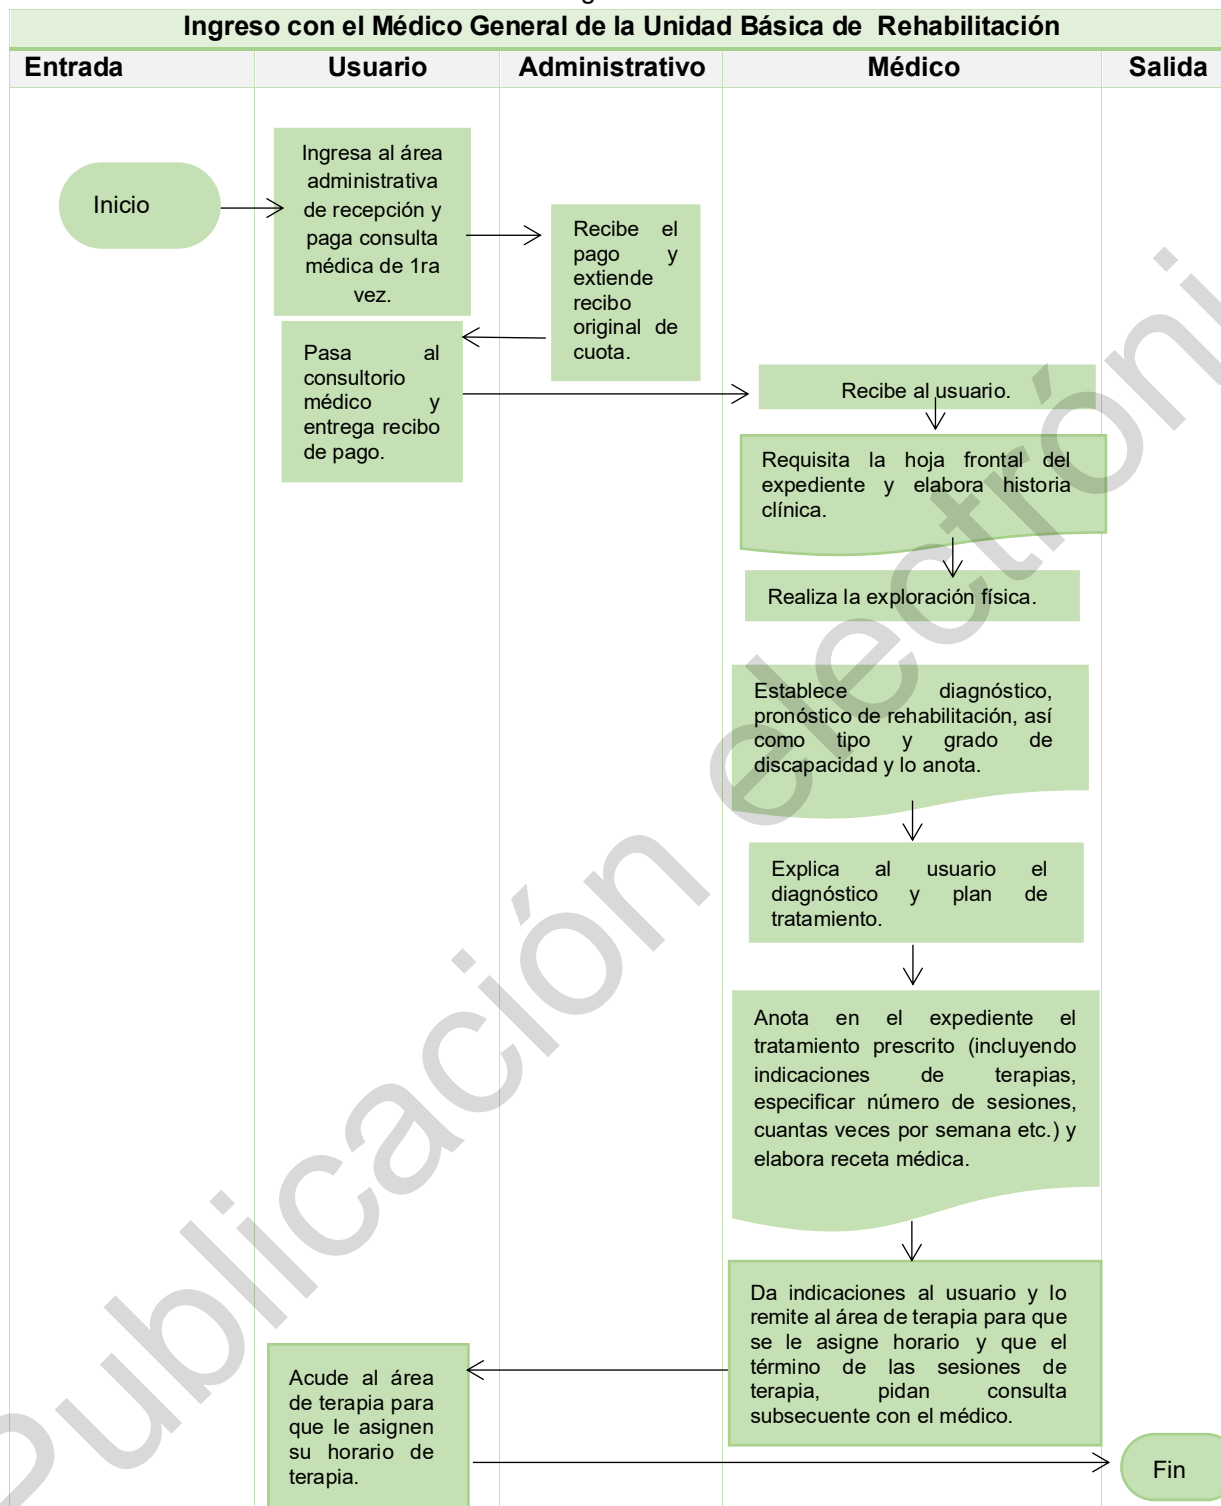 Ingreso con el Médico General de la Unidad Básica de Rehabilitación
Entrada
Usuario
Administrativo
Médico
Salida
Inicio
Ingresa al área
administrativa
de recepción y
paga consulta
médica de 1ra
vez.
Recibe el
pago y
extiende
recibo
original de
cuota.
Pasa al
consultorio
médico y
entrega recibo
de pago.
Recibe al usuario.
Requisita la hoja frontal del
expediente y elabora historia
clínica.
Realiza la exploración física.
Establece diagnóstico,
pronóstico de rehabilitación, así
como tipo y grado de
discapacidad y lo anota.
Explica al usuario el
diagnóstico y plan de
tratamiento.
Anota en el expediente el
tratamiento prescrito (incluyendo
indicaciones de terapias,
especificar número de sesiones,
cuantas veces por semana etc.) y
elabora receta médica.
Da indicaciones al usuario y lo
remite al área de terapia para que
se le asigne horario y que el
término de las sesiones de
terapia, pidan consulta
subsecuente con el médico.
Acude al área
de terapia para
que le asignen
su horario de
terapia.
Fin
Publicación electróni